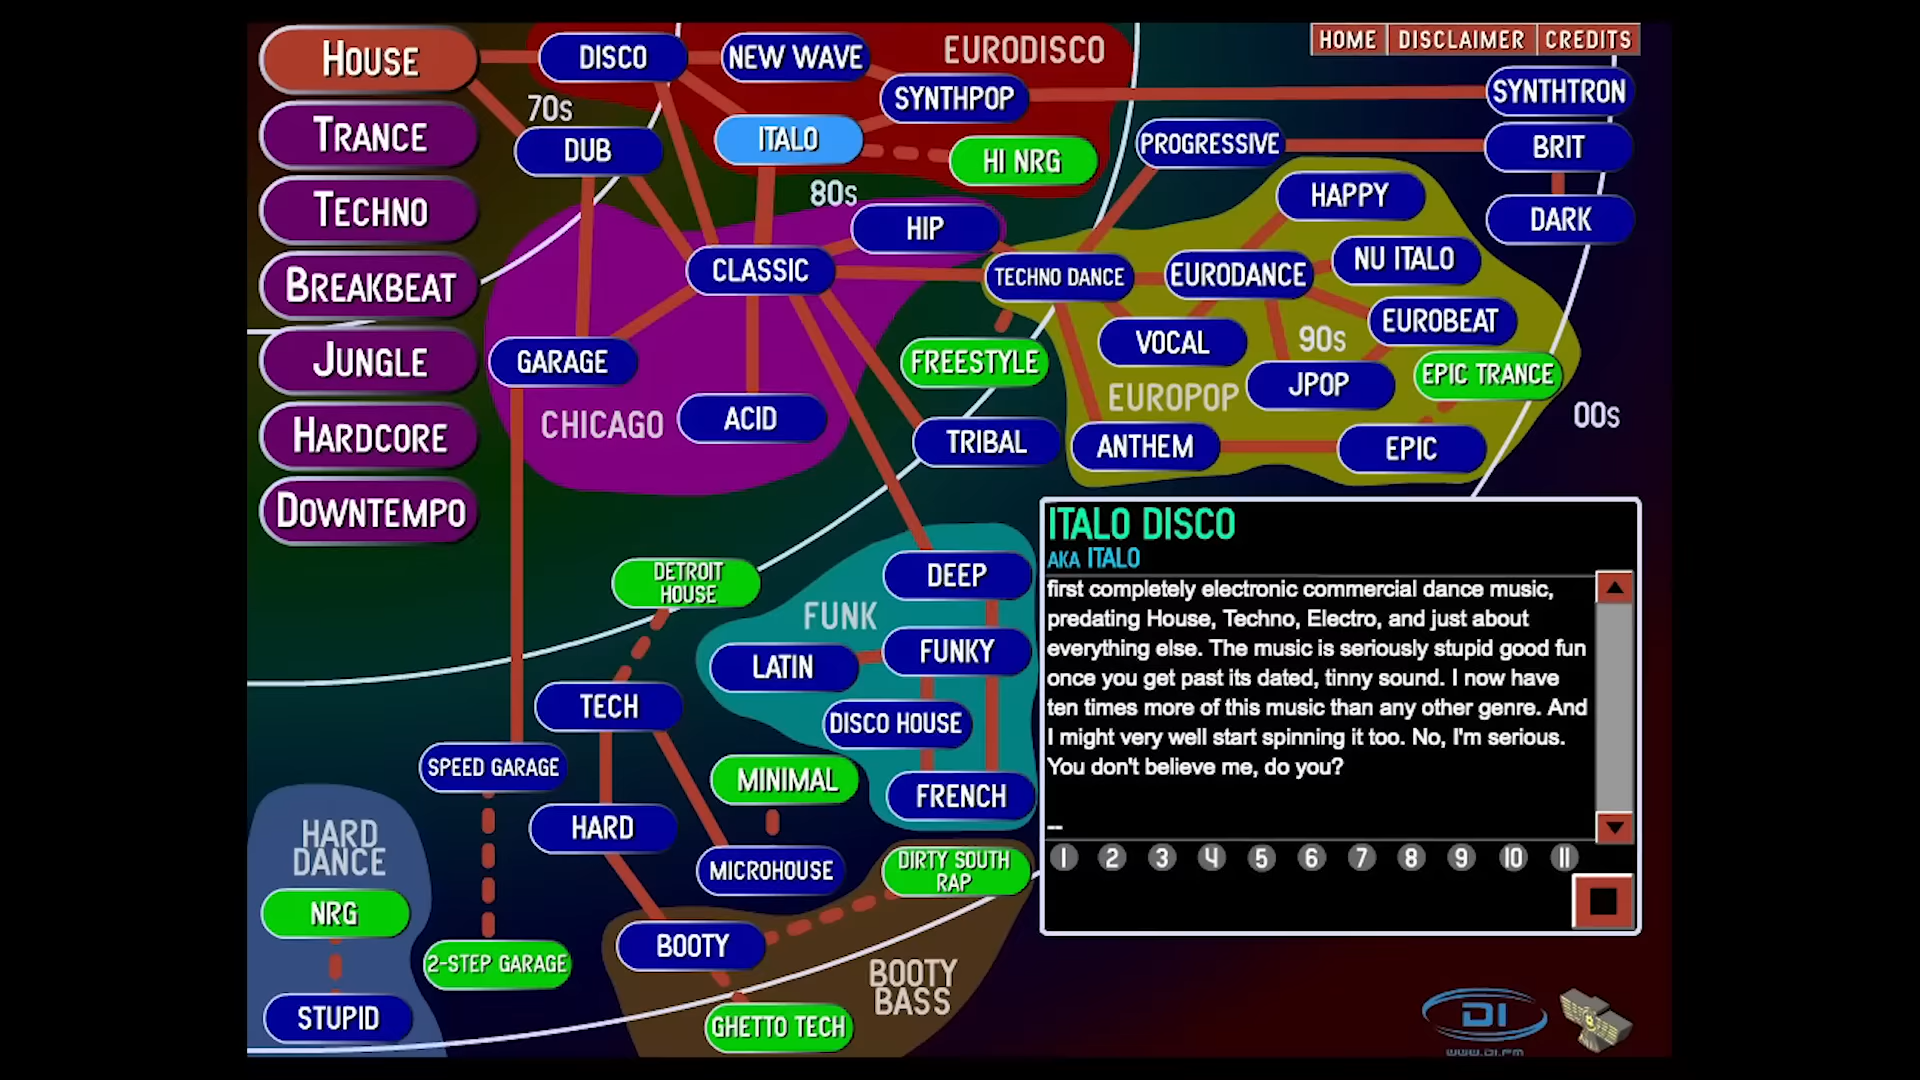 HOME DISCLAIMER CREDITS
HOUSE
TRANCE
TECHNO
BREAKBEAT
JUNGLE
HARDCORE
DOWNTEMPO
DISCO
NEW WAVE
EURODISCO
SYNTHPOP
SYNTHTRON
70s
DUB
ITALO
HI NRG
PROGRESSIVE
BRIT
80s
HAPPY
DARK
HIP
CLASSIC
TECHNO DANCE
EURODANCE
NU ITALO
EUROBEAT
VOCAL
90s
GARAGE
FREESTYLE
JPOP
EPIC TRANCE
EUROPOP
00s
CHICAGO
ACID
TRIBAL
ANTHEM
EPIC
DETROIT
HOUSE
DEEP
FUNK
FUNKY
LATIN
TECH
DISCO HOUSE
SPEED GARAGE
MINIMAL
FRENCH
HARD
MICROHOUSE
DIRTY SOUTH
RAP
HARD
DANCE
NRG
2-STEP GARAGE
BOOTY
BOOTY
BASS
STUPID
GHETTO TECH
ITALO DISCO
AKA ITALO
first completely electronic commercial dance music,
predating House, Techno, Electro, and just about
everything else. The music is seriously stupid good fun
once you get past its dated, tinny sound. I now have
ten times more of this music than any other genre. And
I might very well start spinning it too. No, I'm serious.
You don't believe me, do you?
--
1 2 3 4 5 6 7 8 9 10 11
DI
WWW.DI.FM